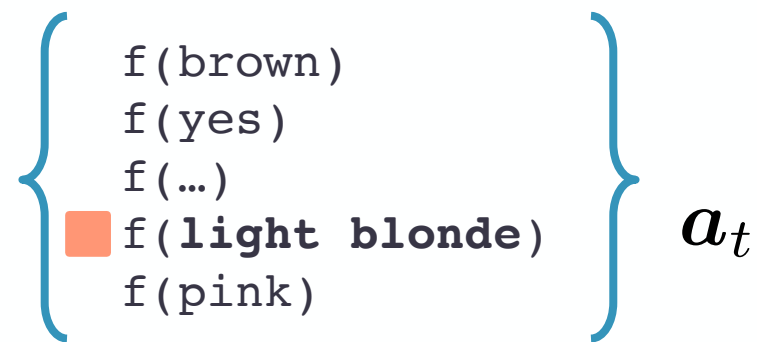 f(brown)
f(yes)
f(…)
f(light blonde)
f(pink)
a_t